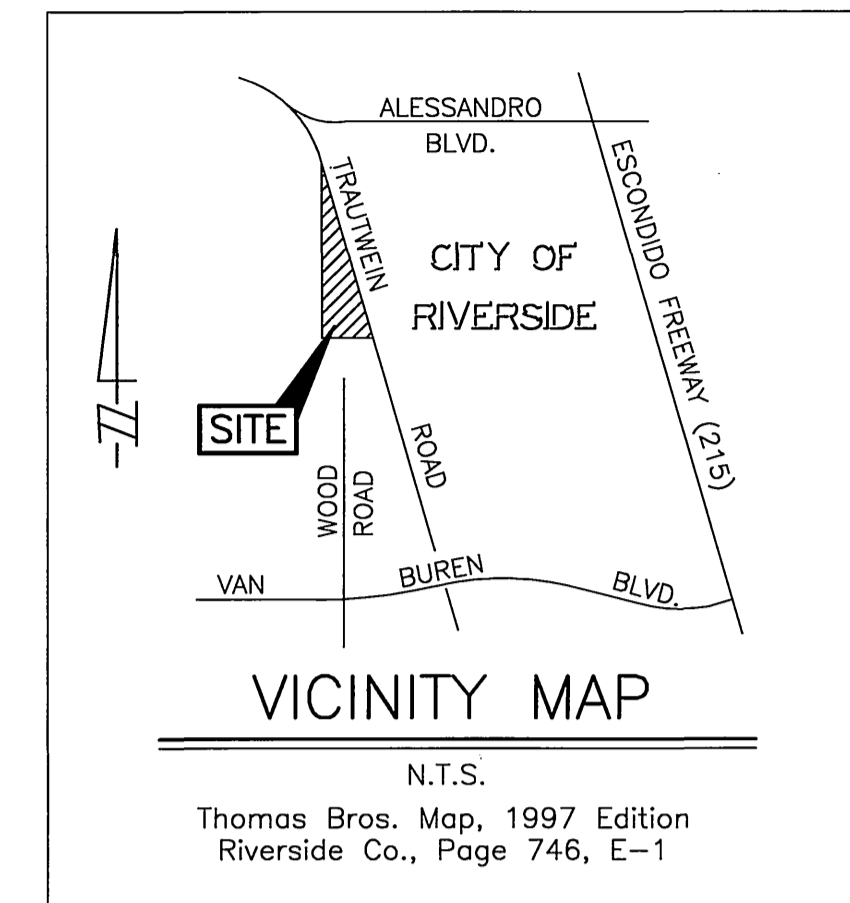 ALESSANDRO
BLVD.
TRAUTWEIN
ESCONDIDO FREEWAY (215)
CITY OF
RIVERSIDE
N
SITE
ROAD
WOOD
ROAD
VAN
BUREN
BLVD.
VICINITY MAP
N.T.S.
Thomas Bros. Map, 1997 Edition
Riverside Co., Page 746, E-1